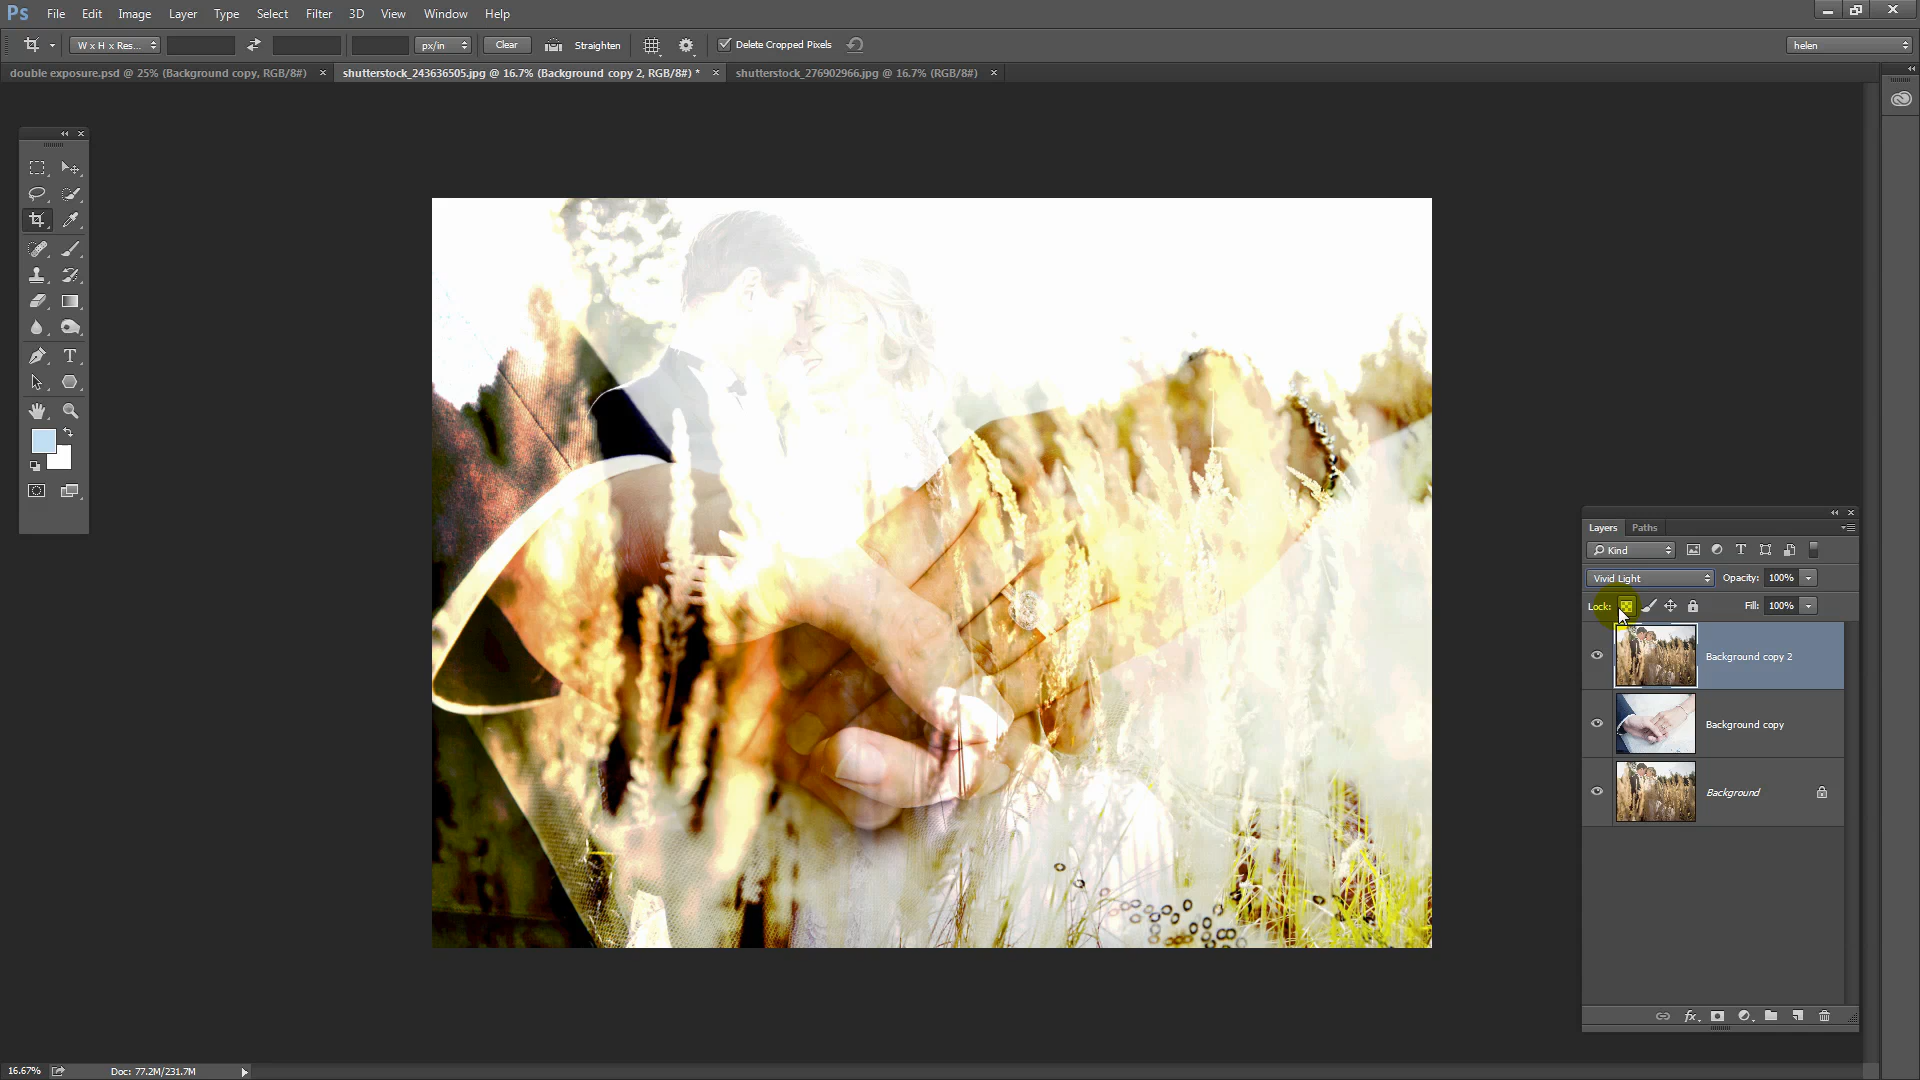 Ps File Edit Image Layer Type Select Filter 3D View Window Help
W x H x Res... px/in Clear Straighten Delete Cropped Pixels helen
double exposure.psd @ 25% (Background copy, RGB/8#) × shutterstock_243636505.jpg @ 16.7% (Background copy 2, RGB/8#) * × shutterstock_276902966.jpg @ 16.7% (RGB/8#) ×
Layers Paths
Kind
Vivid Light Opacity: 100%
Lock: Fill: 100%
Background copy 2
Background copy
Background
fx
16.67% Doc: 77.2M/231.7M